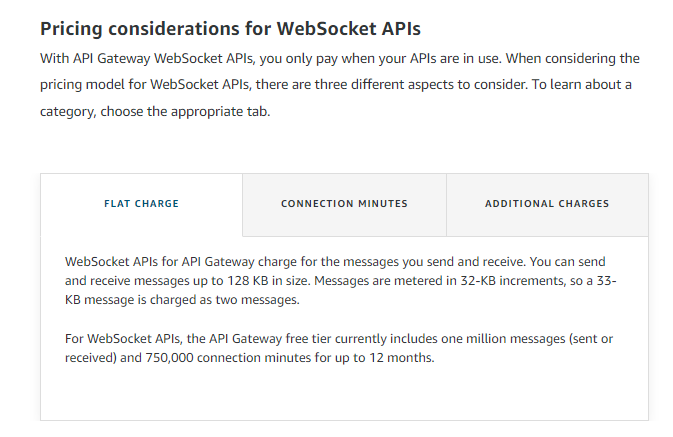 Pricing considerations for WebSocket APIs
With API Gateway WebSocket APIs, you only pay when your APIs are in use. When considering the
pricing model for WebSocket APIs, there are three different aspects to consider. To learn about a
category, choose the appropriate tab.
FLAT CHARGE
CONNECTION MINUTES
ADDITIONAL CHARGES
WebSocket APIs for API Gateway charge for the messages you send and receive. You can send
and receive messages up to 128 KB in size. Messages are metered in 32-KB increments, so a 33-
KB message is charged as two messages.
For WebSocket APIs, the API Gateway free tier currently includes one million messages (sent or
received) and 750,000 connection minutes for up to 12 months.